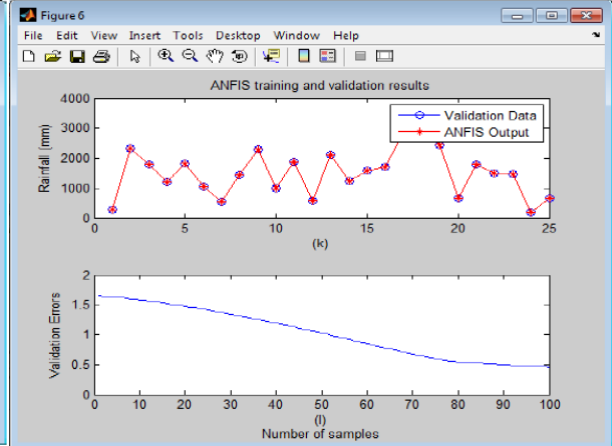 Figure 6
File Edit View Insert Tools Desktop Window Help
ANFIS training and validation results
Rainfall (mm)
4000
3000
2000
1000
0
Validation Data
ANFIS Output
0 5 10 15 20 25
(k)
Validation Errors
2
1.5
1
0.5
0
0 10 20 30 40 50 60 70 80 90 100
(l)
Number of samples